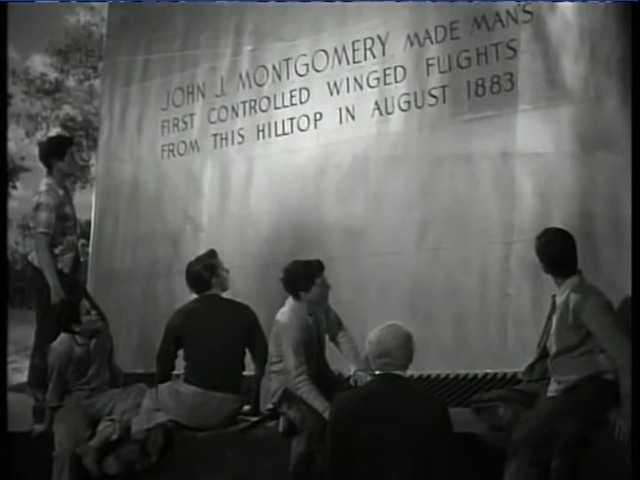 JOHN J. MONTGOMERY MADE MAN'S
FIRST CONTROLLED WINGED FLIGHTS
FROM THIS HILLTOP IN AUGUST 1883